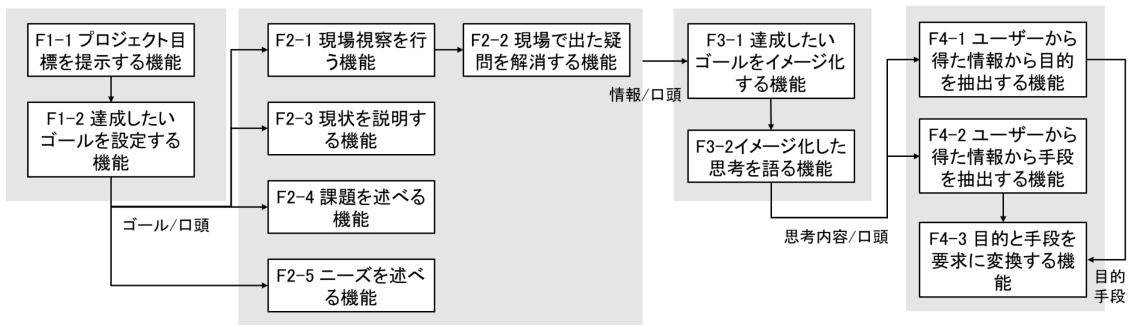 F1-1 プロジェクト目
標を提示する機能
F1-2 達成したい
ゴールを設定する
機能
ゴール/口頭
F2-1 現場視察を行
う機能
F2-2 現場で出た疑
問を解消する機能
F2-3 現状を説明す
る機能
F2-4 課題を述べる
機能
F2-5 ニーズを述べ
る機能
情報/口頭
F3-1 達成したい
ゴールをイメージ化
する機能
F3-2イメージ化した
思考を語る機能
思考内容/口頭
F4-1 ユーザーから
得た情報から目的
を抽出する機能
F4-2 ユーザーから
得た情報から手段
を抽出する機能
F4-3 目的と手段を
要求に変換する機
能
目的
手段